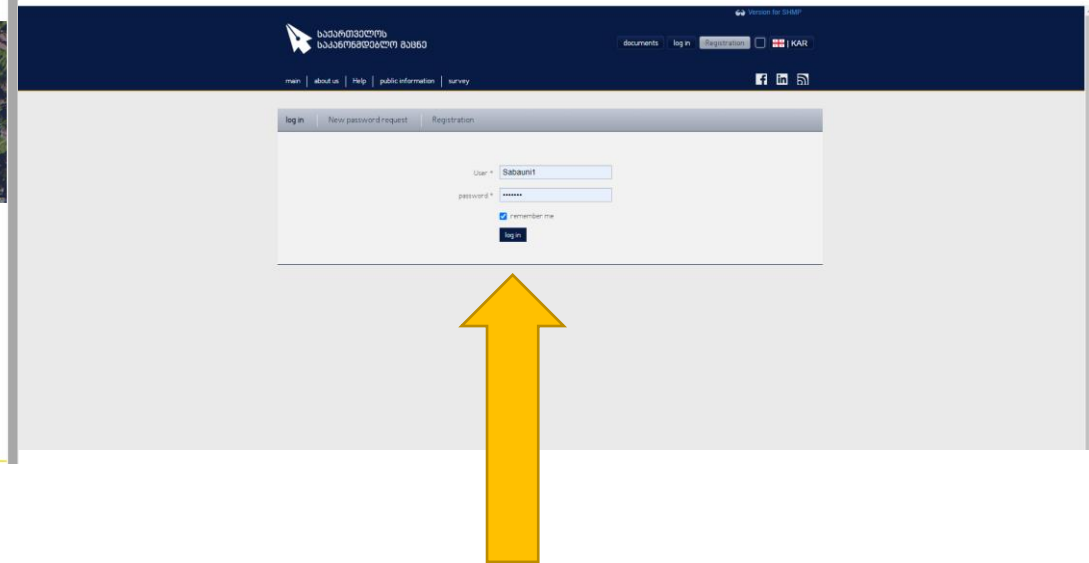 Version for SHMP
საქართველოს
საკანონმდებლო მაცნე
documents log in Registration | KAR
main | about us | Help | public information | survey
log in New password request Registration
User * Sabauni1
password * •••••••
remember me
log in